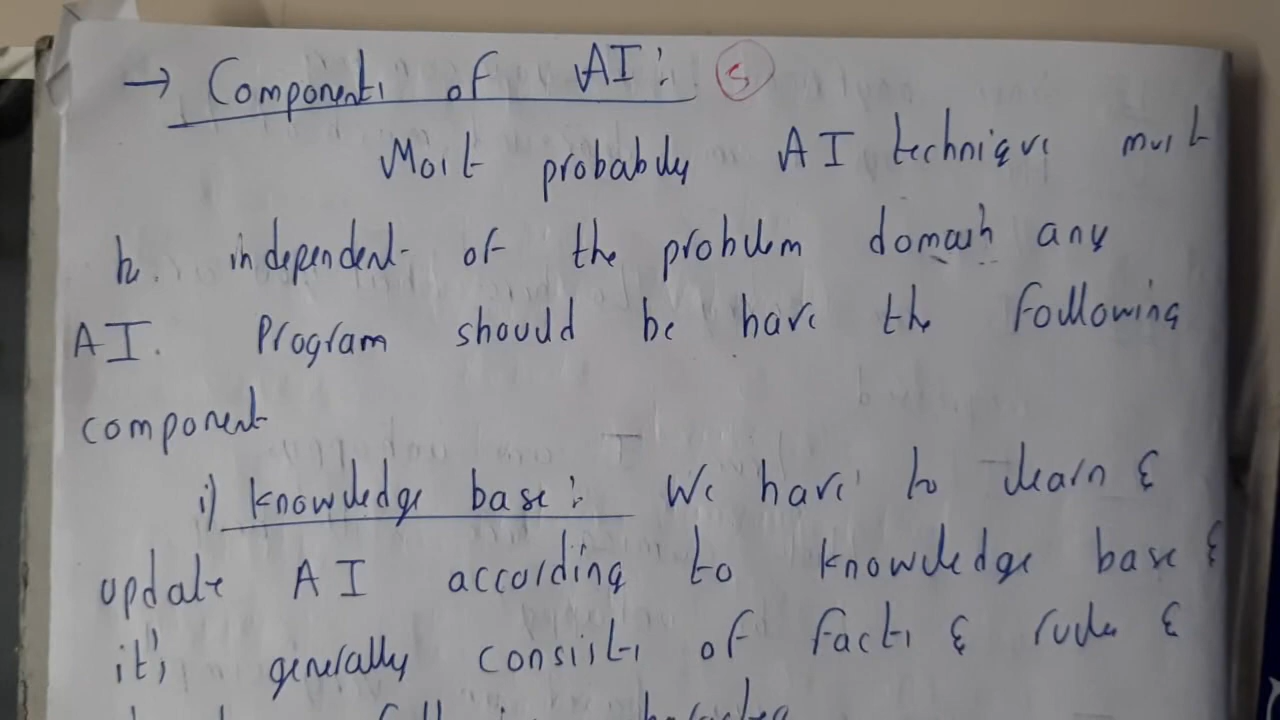 → Components of AI: 5
Most probably AI technique must
be independent of the problem domain any
AI. Program should be have the following
component
i) knowledge base: We have to learn &
update AI according to knowledge base &
it's generally consists of facts & rules &